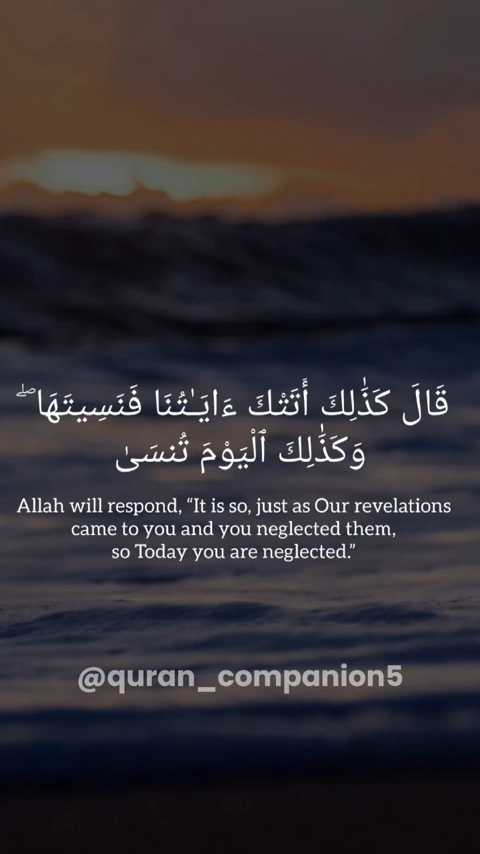 قَالَ كَذَٰلِكَ أَتَتْكَ ءَايَـٰتُنَا فَنَسِيتَهَا ۖ
وَكَذَٰلِكَ ٱلْيَوْمَ تُنسَىٰ
Allah will respond, “It is so, just as Our revelations
came to you and you neglected them,
so Today you are neglected.”
@quran_companion5